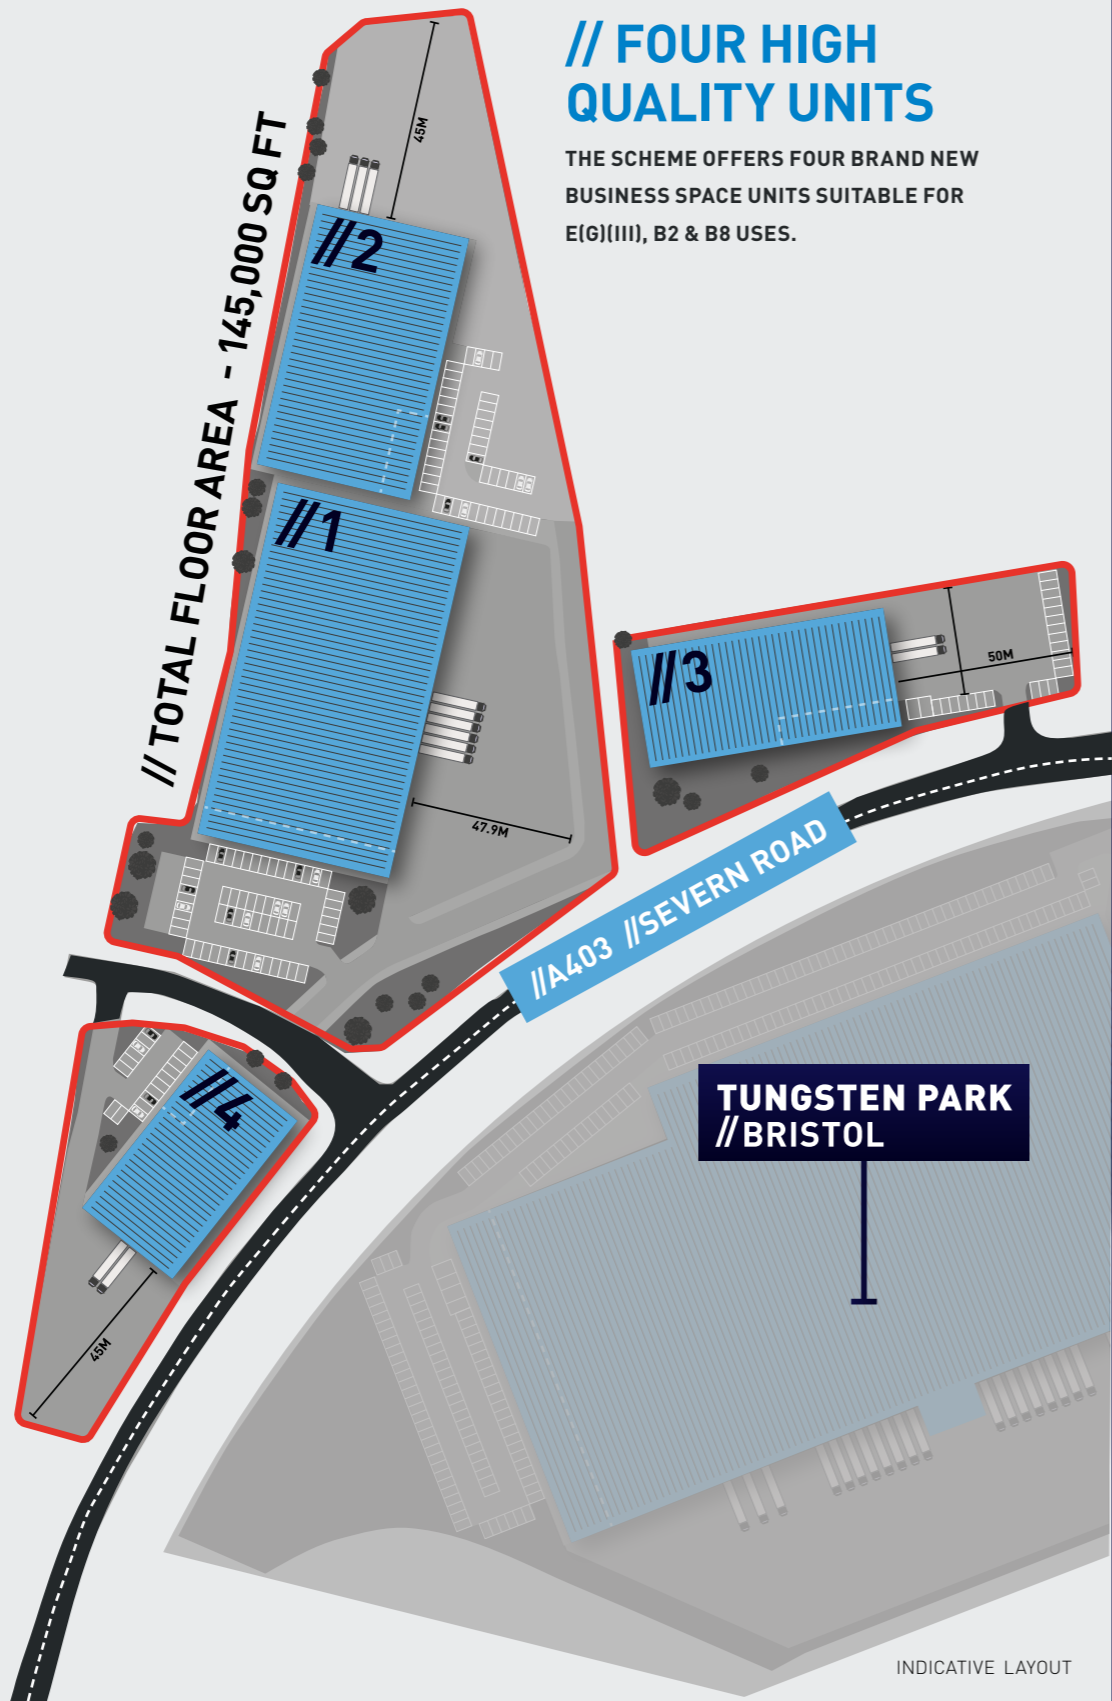 // FOUR HIGH
QUALITY UNITS
THE SCHEME OFFERS FOUR BRAND NEW
BUSINESS SPACE UNITS SUITABLE FOR
E(G)(III), B2 & B8 USES.
// TOTAL FLOOR AREA - 145,000 SQ FT
45M
//2
//1
47.9M
//3
50M
//A403 //SEVERN ROAD
//4
45M
TUNGSTEN PARK
//BRISTOL
INDICATIVE LAYOUT